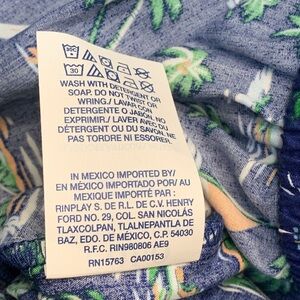 30
WASH WITH DETERGENT OR
SOAP. DO NOT TWIST OR
WRING./ LAVAR CON
DETERGENTE O JABON, NO
EXPRIMIR./ LAVER AVEC DU
DÉTERGENT OU DU SAVON, NE
PAS TORDRE NI ESSORER.
IN MEXICO IMPORTED BY/
EN MÉXICO IMPORTADO POR/ AU
MEXIQUE IMPORTÉ PAR :
RINPLAY S. DE R.L. DE C.V. HENRY
FORD NO. 29, COL. SAN NICOLÁS
TLAXCOLPAN, TLALNEPANTLA DE
BAZ, EDO. DE MÉXICO, C.P. 54030
R.F.C. RIN980806 AE9
RN15763 CA00153